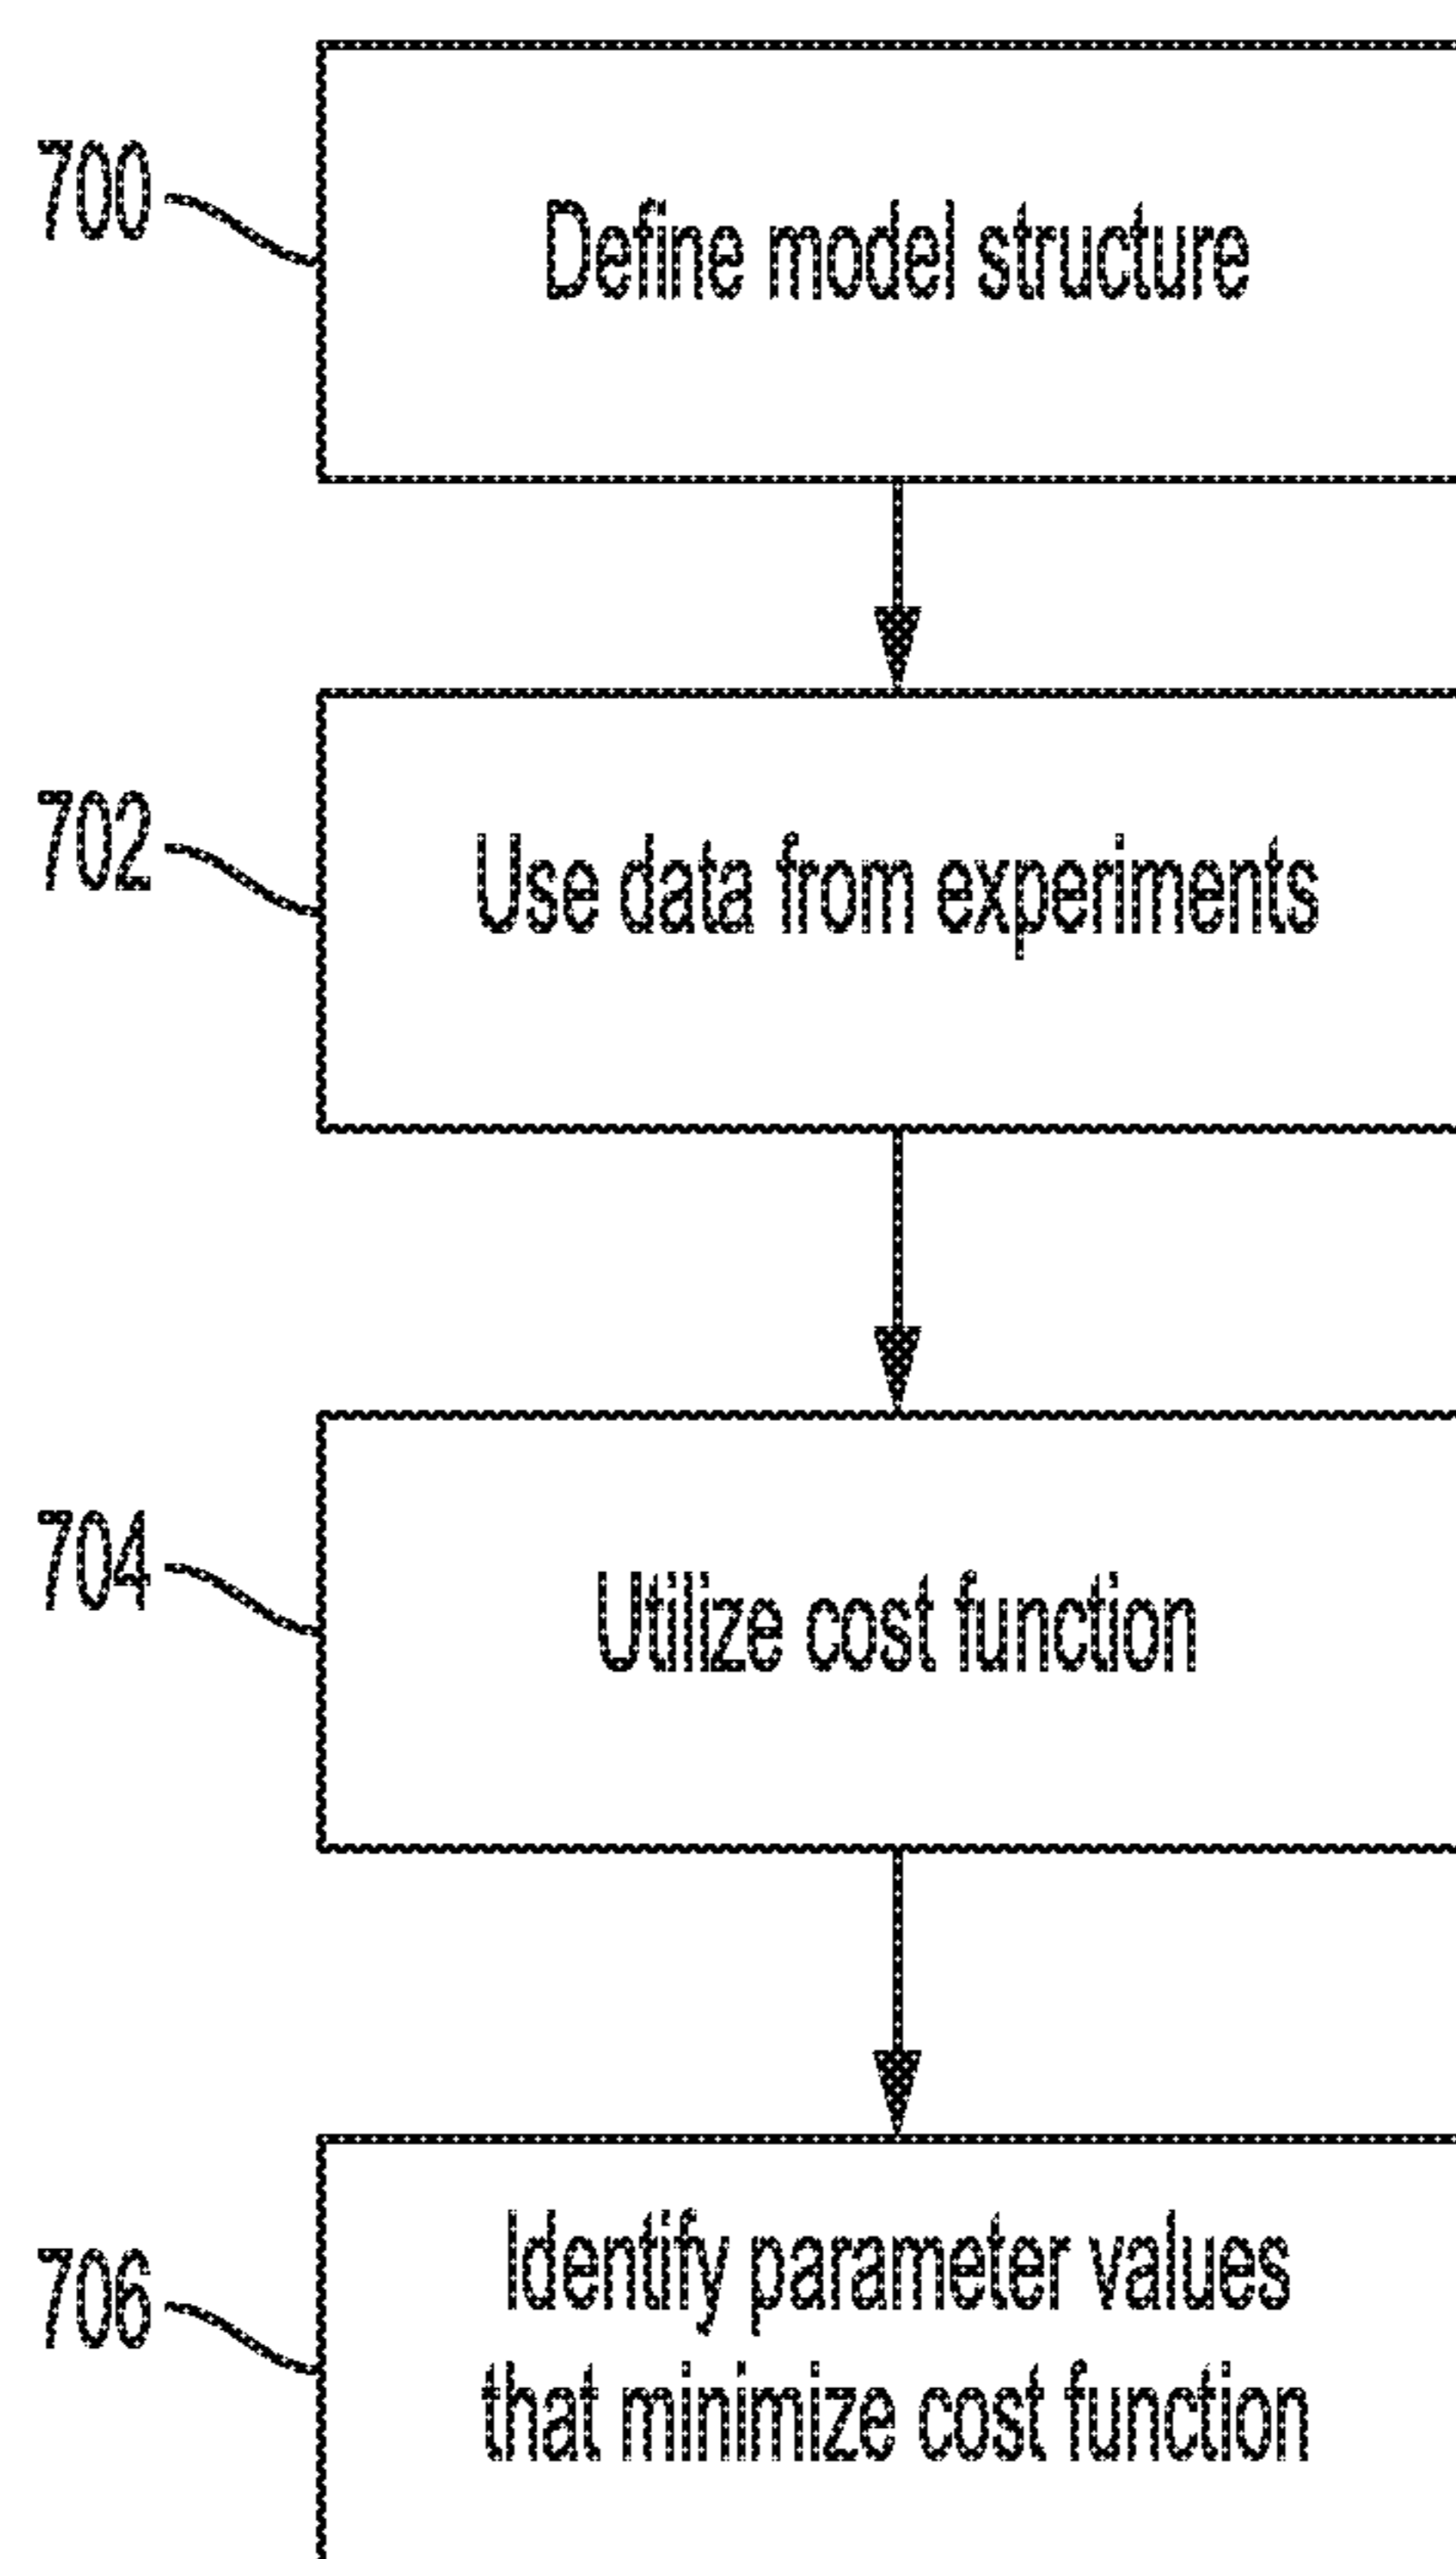 700
Define model structure
702
Use data from experiments
704
Utilize cost function
706
Identify parameter values
that minimize cost function